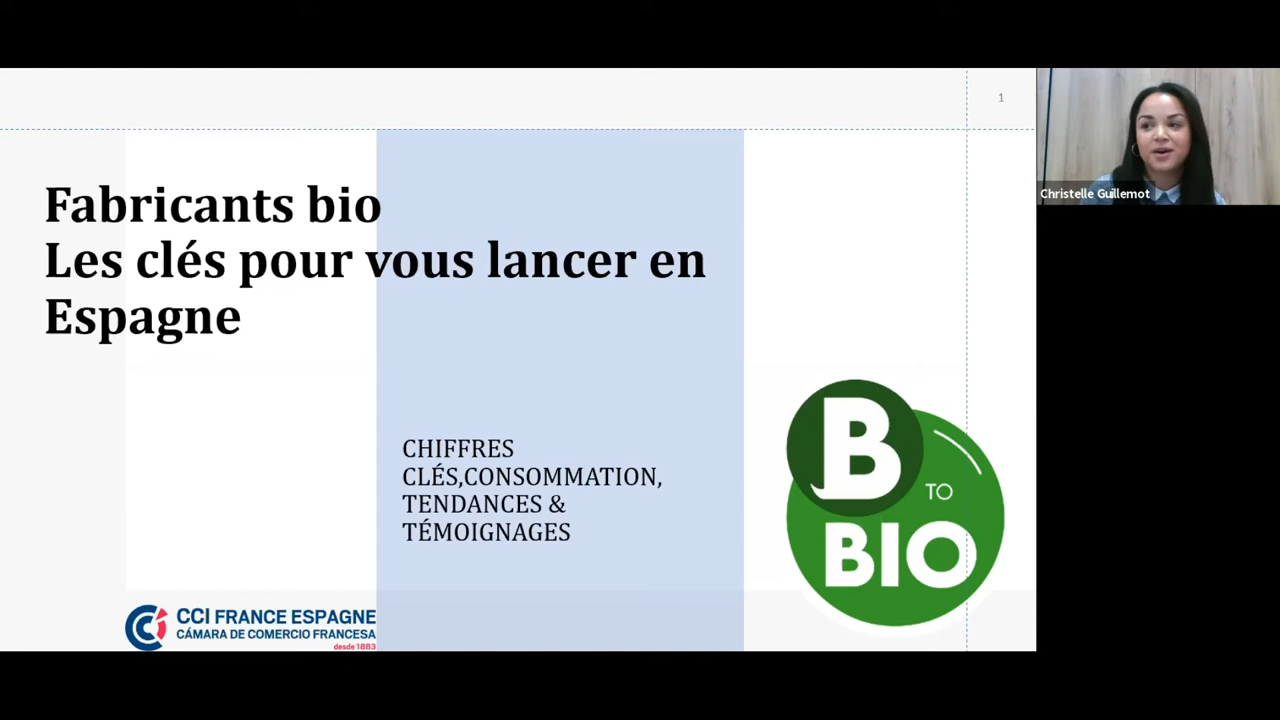 1
Christelle Guillemot
Fabricants bio
Les clés pour vous lancer en
Espagne
CHIFFRES
CLÉS,CONSOMMATION,
TENDANCES &
TÉMOIGNAGES
B
TO
BIO
CCI FRANCE ESPAGNE
CÁMARA DE COMERCIO FRANCESA
desde 1883